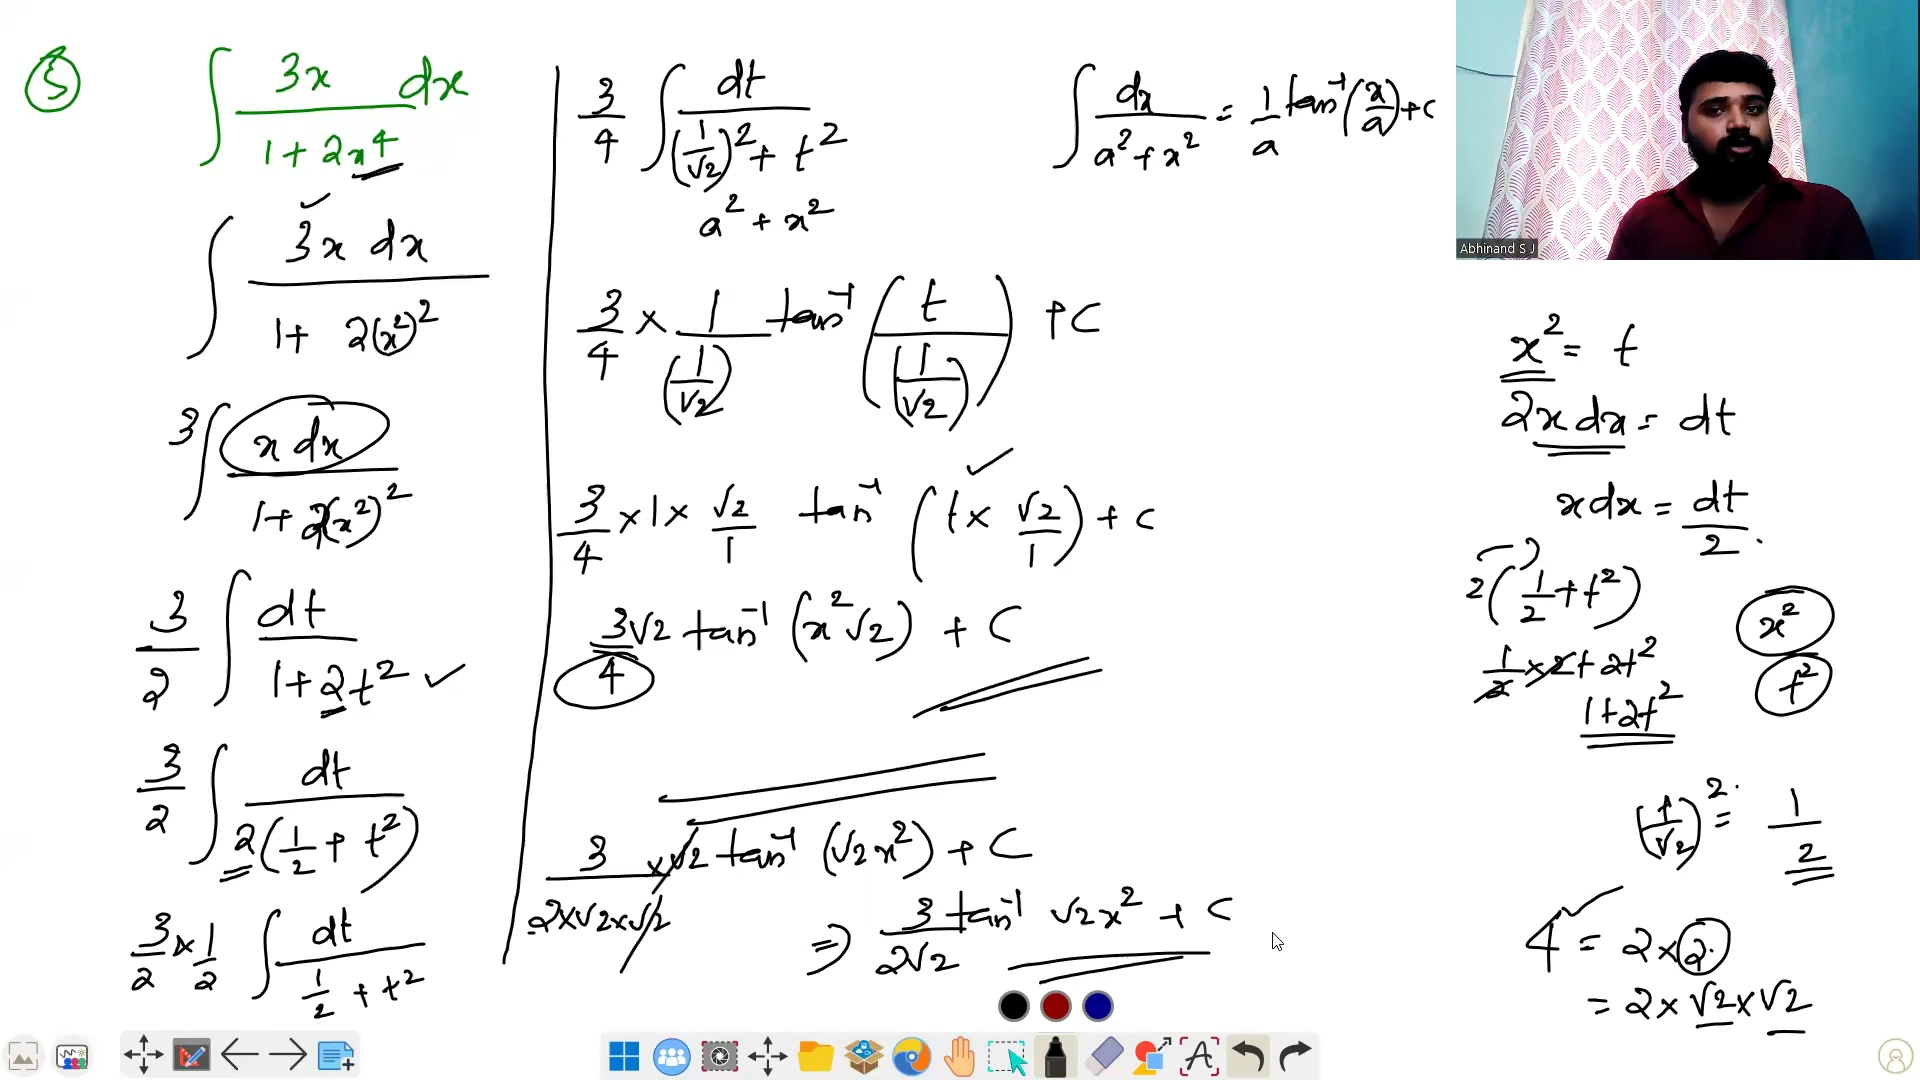 5
∫ 3x/(1 + 2x⁴) dx
∫ 3x dx/(1 + 2(x²)²)
3∫ x dx/(1 + 2(x²)²)
3/2 ∫ dt/(1 + 2t²)
3/2 ∫ dt/(2(1/2 + t²))
3/2 × 1/2 ∫ dt/(1/2 + t²)
3/4 ∫ dt/((1/√2)² + t²)
a² + x²
3/4 × 1/(1/√2) tan⁻¹(t/(1/√2)) + C
3/4 × 1 × √2/1 tan⁻¹(t × √2/1) + C
3√2/4 tan⁻¹(x²√2) + C
3/(2×√2×√2) × √2 tan⁻¹(√2x²) + C
⇒ 3/(2√2) tan⁻¹ √2x² + C
∫ dx/(a² + x²) = 1/a tan⁻¹(x/a) + C
Abhinand S J
x² = t
2x dx = dt
x dx = dt/2.
2(1/2 + t²)
1/2 × 2 + 2t²
1 + 2t²
x²
t²
(1/√2)² = 1/2
4 = 2×2.
= 2 × √2 × √2